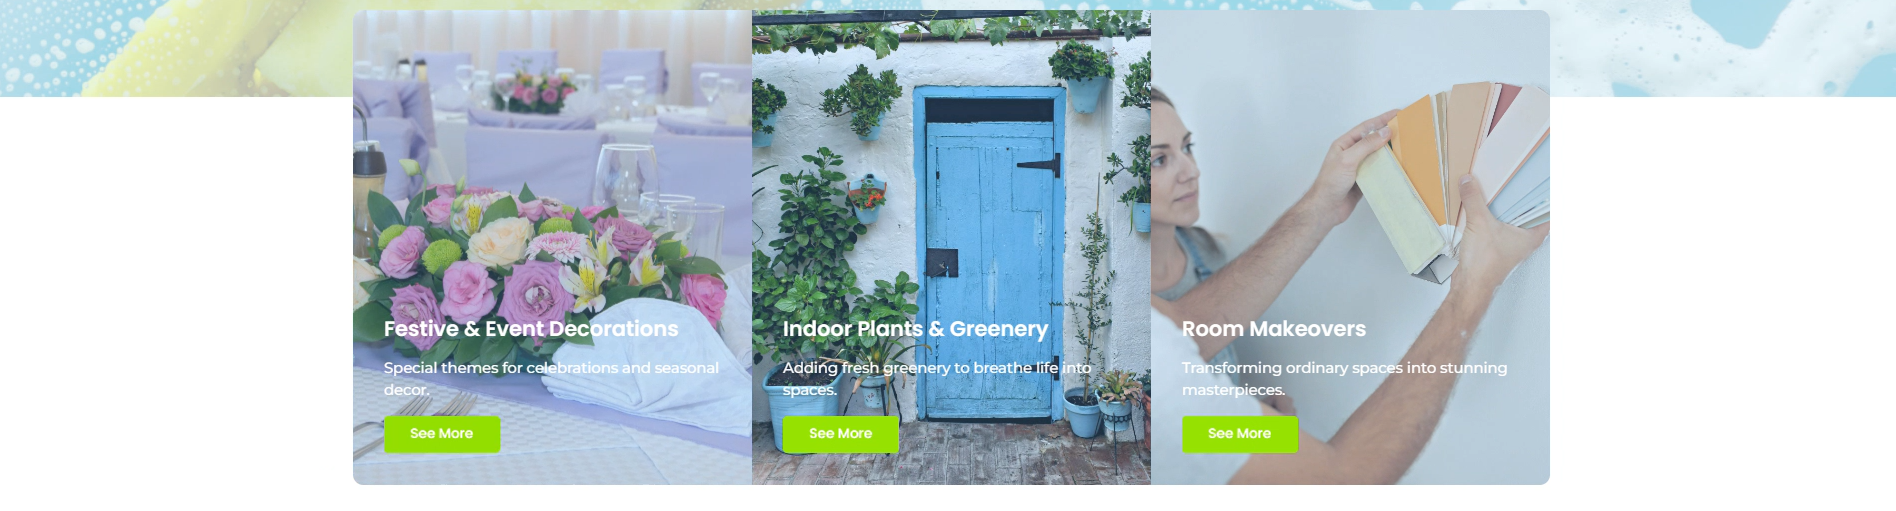 Festive & Event Decorations
Special themes for celebrations and seasonal
decor.
See More
Indoor Plants & Greenery
Adding fresh greenery to breathe life into
spaces.
See More
Room Makeovers
Transforming ordinary spaces into stunning
masterpieces.
See More